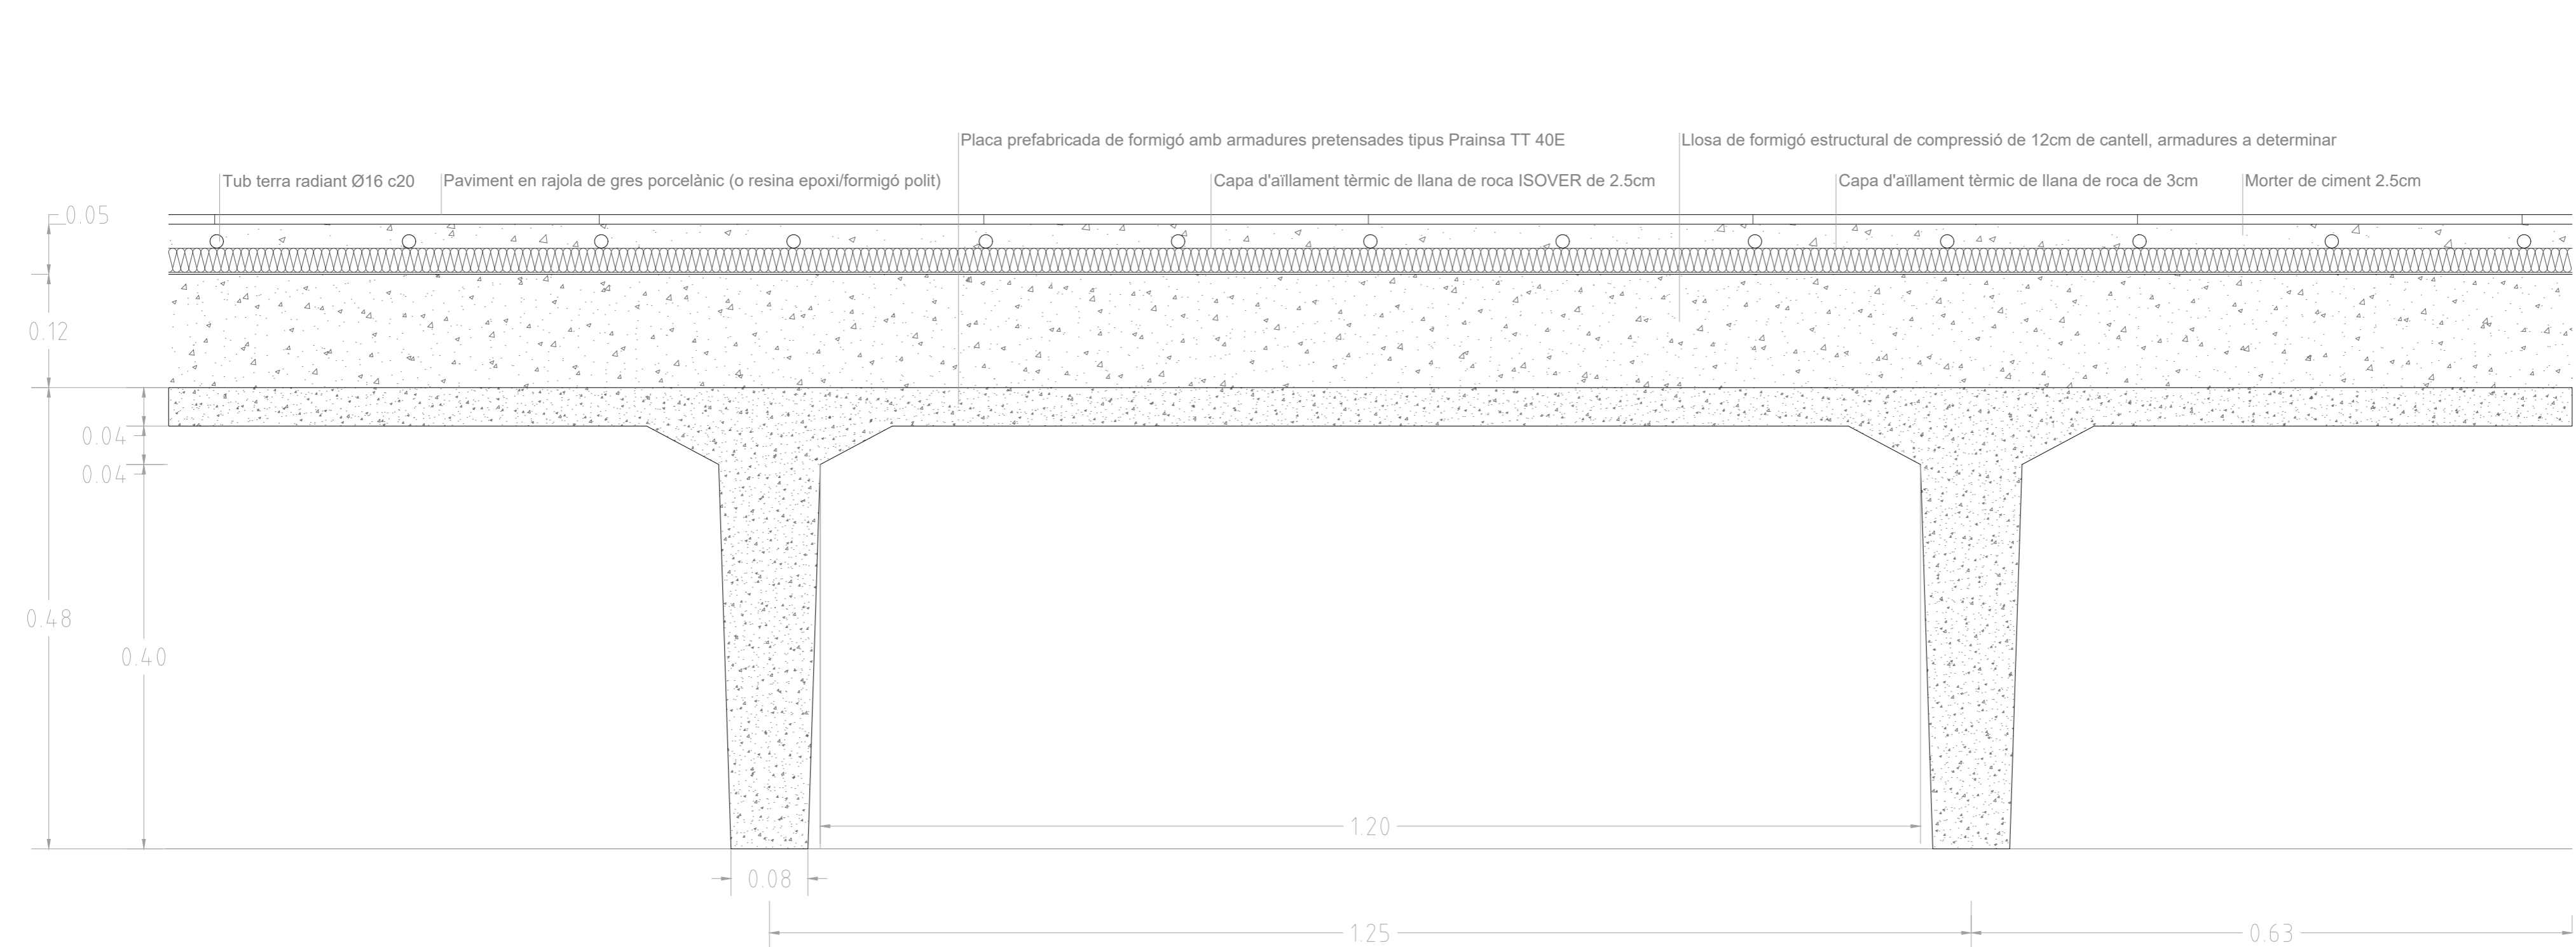 Placa prefabricada de formigó amb armadures pretensades tipus Prainsa TT 40E
Llosa de formigó estructural de compressió de 12cm de cantell, armadures a determinar
Tub terra radiant Ø16 c20
Paviment en rajola de gres porcelànic (o resina epoxi/formigó polit)
Capa d'aïllament tèrmic de llana de roca ISOVER de 2.5cm
Capa d'aïllament tèrmic de llana de roca de 3cm
Morter de ciment 2.5cm
0.05
0.12
0.04
0.04
0.48
0.40
1.20
0.08
1.25
0.63